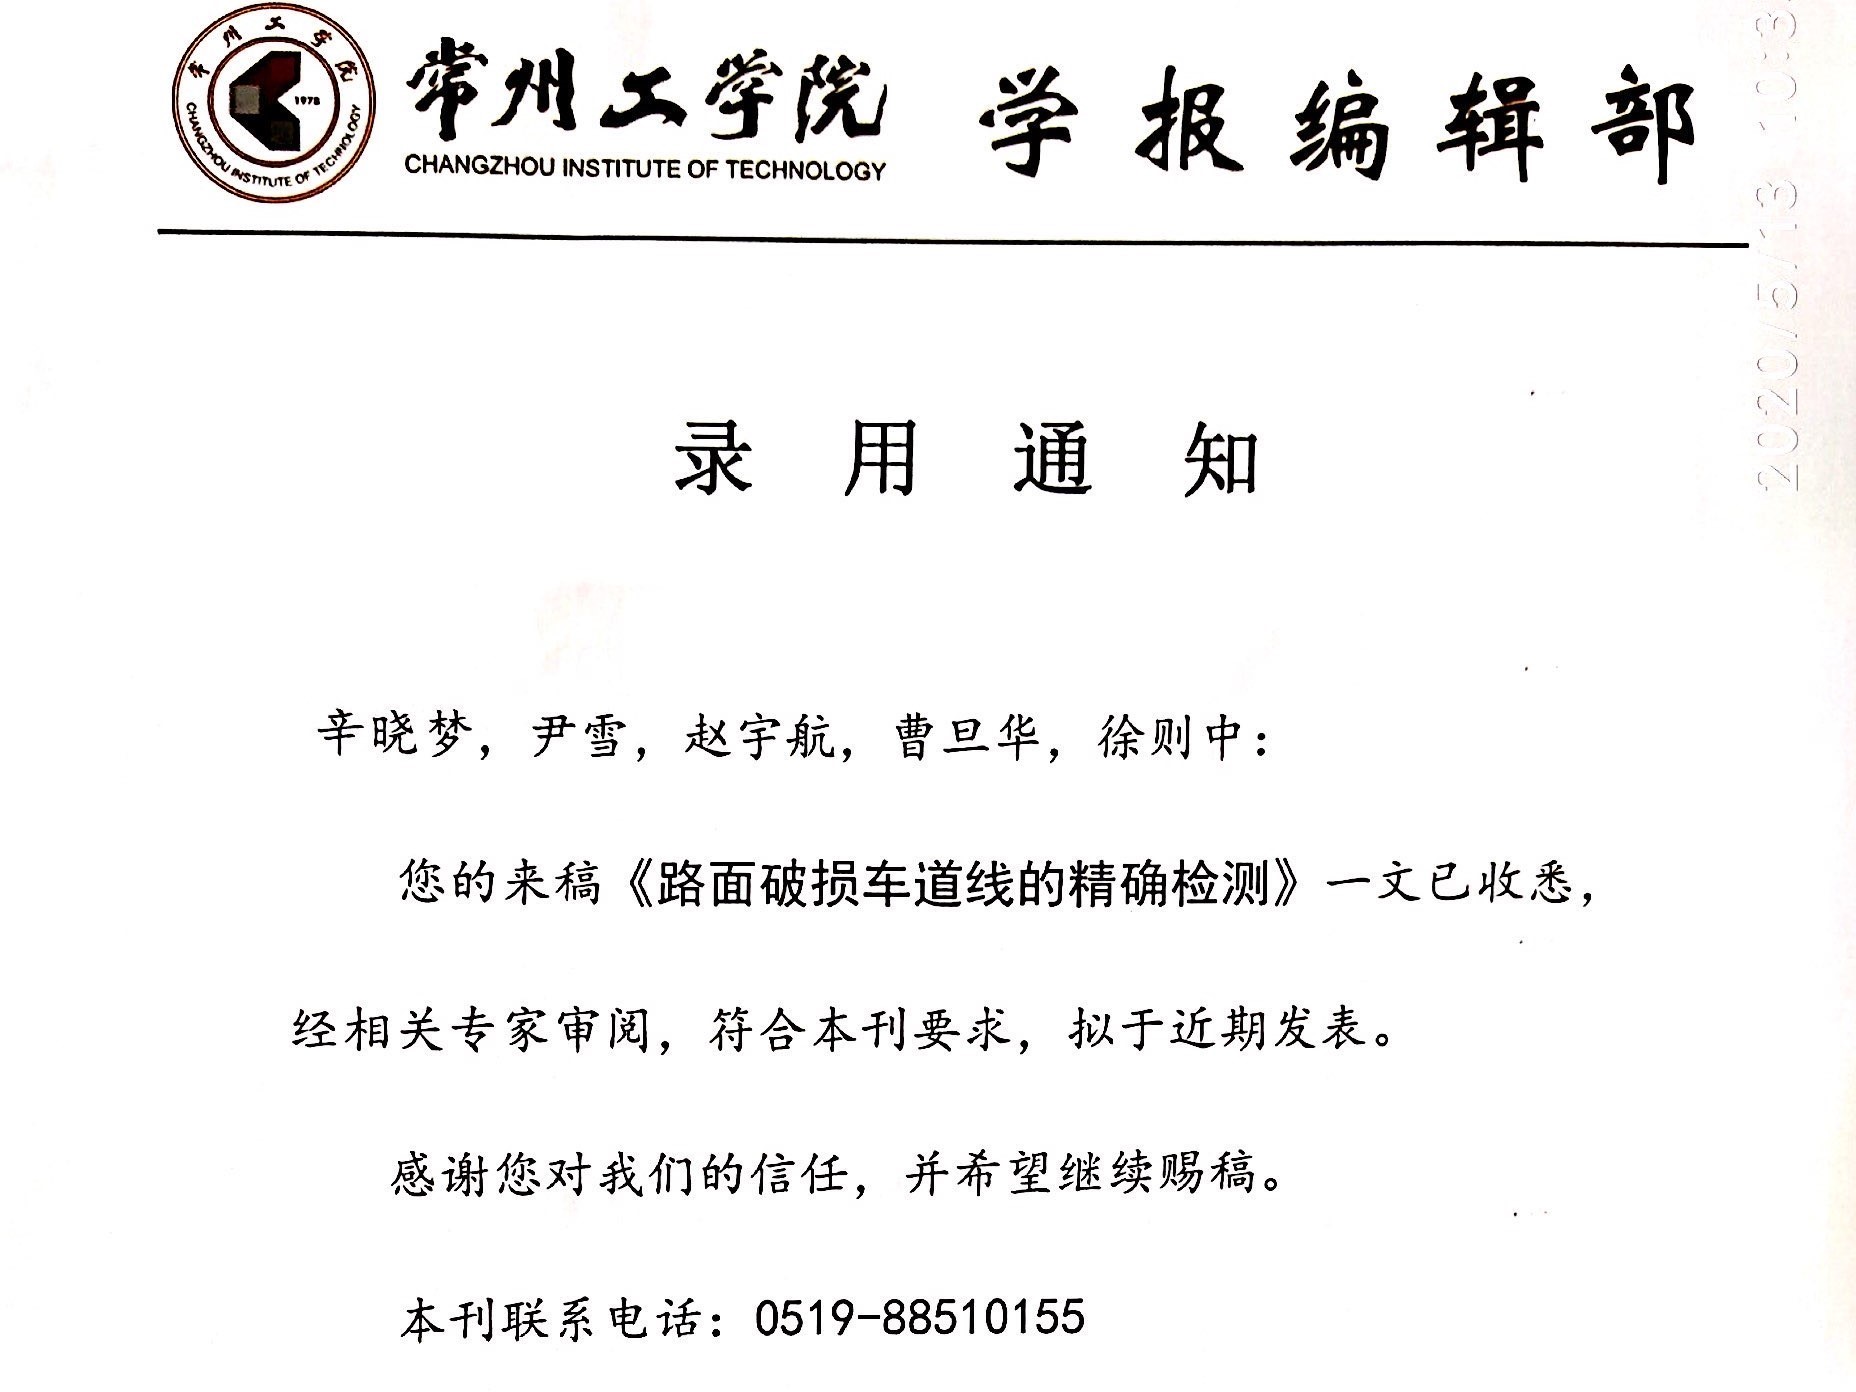 常州工学院 学报编辑部
常州工学院
1978
CHANGZHOU INSTITUTE OF TECHNOLOGY
CHANGZHOU INSTITUTE OF TECHNOLOGY
录用通知
辛晓梦，尹雪，赵宇航，曹旦华，徐则中：
您的来稿《路面破损车道线的精确检测》一文已收悉，
经相关专家审阅，符合本刊要求，拟于近期发表。
感谢您对我们的信任，并希望继续赐稿。
本刊联系电话：0519-88510155
2020/5/13 10:3